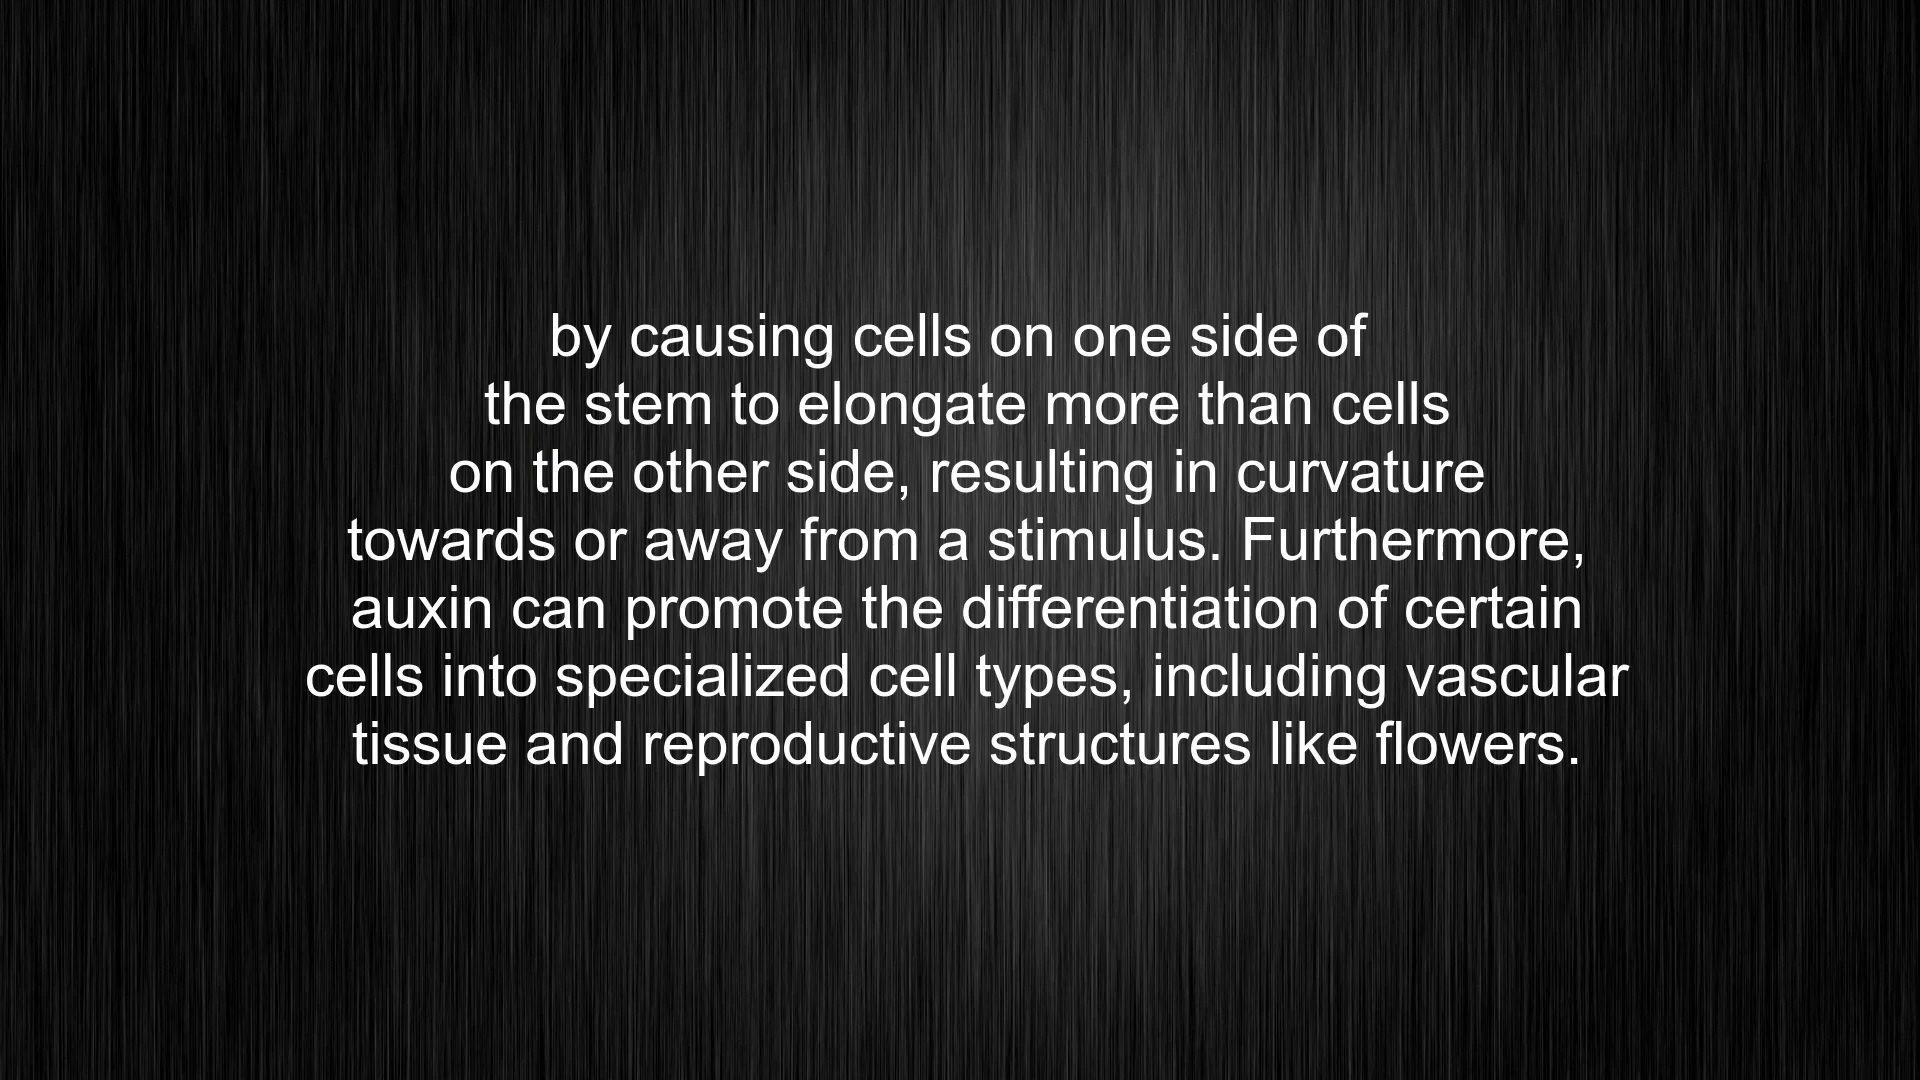 by causing cells on one side of
the stem to elongate more than cells
on the other side, resulting in curvature
towards or away from a stimulus. Furthermore,
auxin can promote the differentiation of certain
cells into specialized cell types, including vascular
tissue and reproductive structures like flowers.